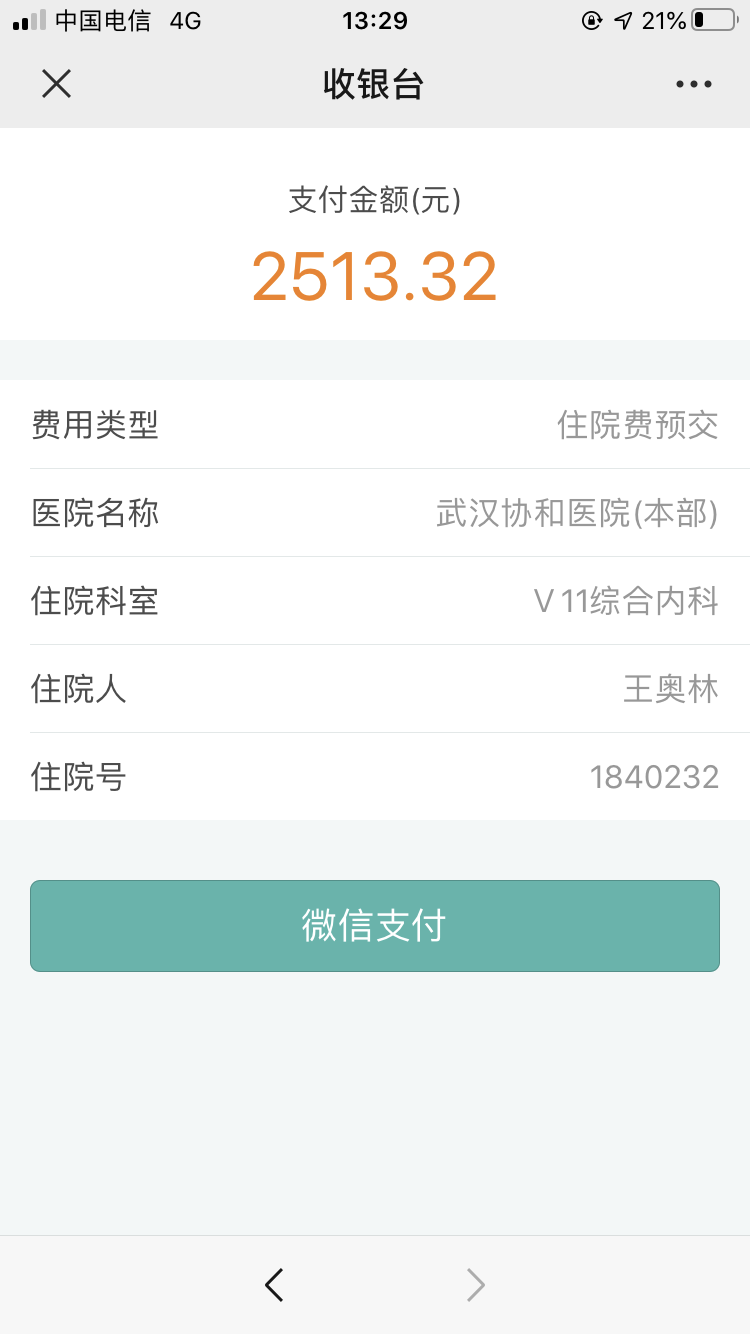 中国电信 4G 13:29 21%
收银台
支付金额(元)
2513.32
费用类型 住院费预交
医院名称 武汉协和医院(本部)
住院科室 V 11综合内科
住院人 王奥林
住院号 1840232
微信支付